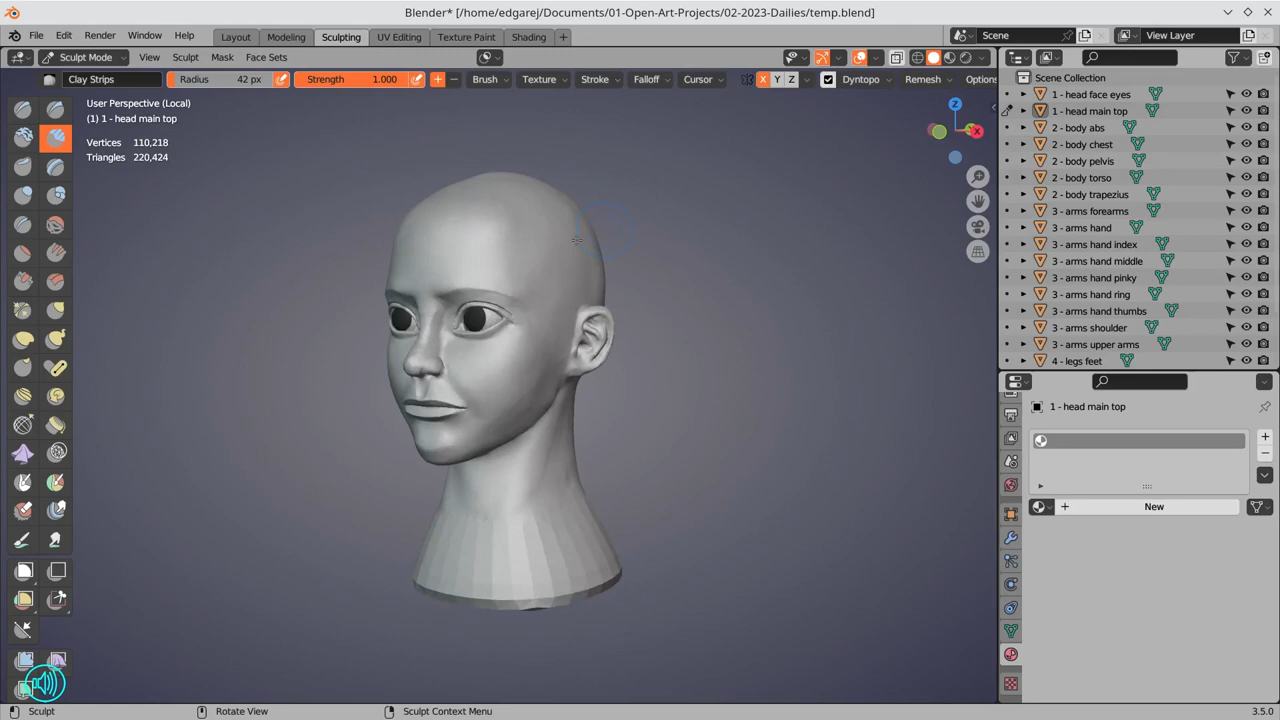 Blender* [/home/edgarej/Documents/01-Open-Art-Projects/02-2023-Dailies/temp.blend]
File Edit Render Window Help Layout Modeling Sculpting UV Editing Texture Paint Shading + Scene View Layer
Sculpt Mode View Sculpt Mask Face Sets
Clay Strips Radius 42 px Strength 1.000 + − Brush Texture Stroke Falloff Cursor X Y Z Dyntopo Remesh Options
User Perspective (Local)
(1) 1 - head main top
Vertices 110,218
Triangles 220,424
Z
X
Scene Collection
1 - head face eyes
1 - head main top
2 - body abs
2 - body chest
2 - body pelvis
2 - body torso
2 - body trapezius
3 - arms forearms
3 - arms hand
3 - arms hand index
3 - arms hand middle
3 - arms hand pinky
3 - arms hand ring
3 - arms hand thumbs
3 - arms shoulder
3 - arms upper arms
4 - legs feet
1 - head main top
+ New
Sculpt Rotate View Sculpt Context Menu 3.5.0